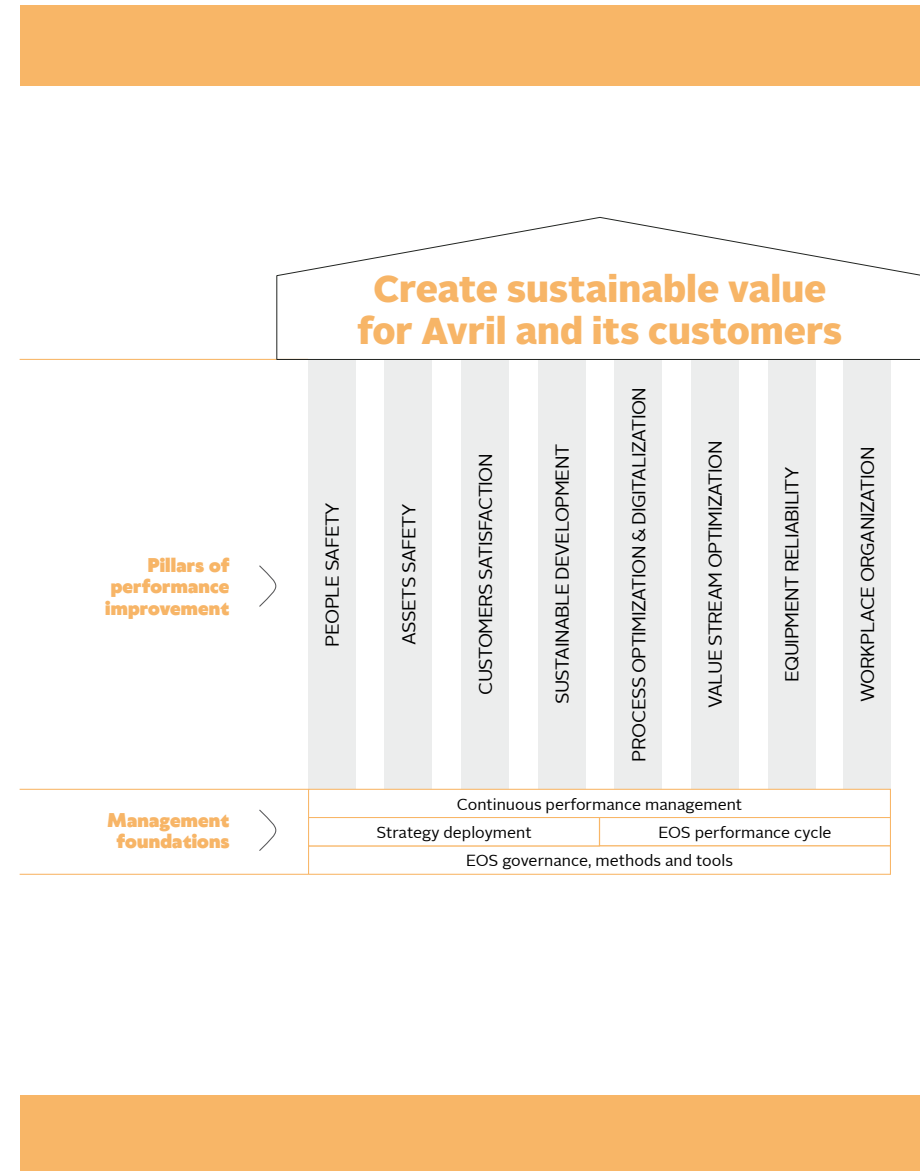 Create sustainable value
for Avril and its customers
Pillars of
performance
improvement
PEOPLE SAFETY
ASSETS SAFETY
CUSTOMERS SATISFACTION
SUSTAINABLE DEVELOPMENT
PROCESS OPTIMIZATION & DIGITALIZATION
VALUE STREAM OPTIMIZATION
EQUIPMENT RELIABILITY
WORKPLACE ORGANIZATION
Management
foundations
Continuous performance management
Strategy deployment
EOS performance cycle
EOS governance, methods and tools